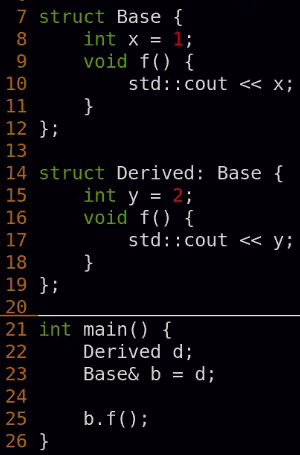 7 struct Base {
8     int x = 1;
9     void f() {
10         std::cout << x;
11     }
12 };
13
14 struct Derived: Base {
15     int y = 2;
16     void f() {
17         std::cout << y;
18     }
19 };
20
21 int main() {
22     Derived d;
23     Base& b = d;
24
25     b.f();
26 }